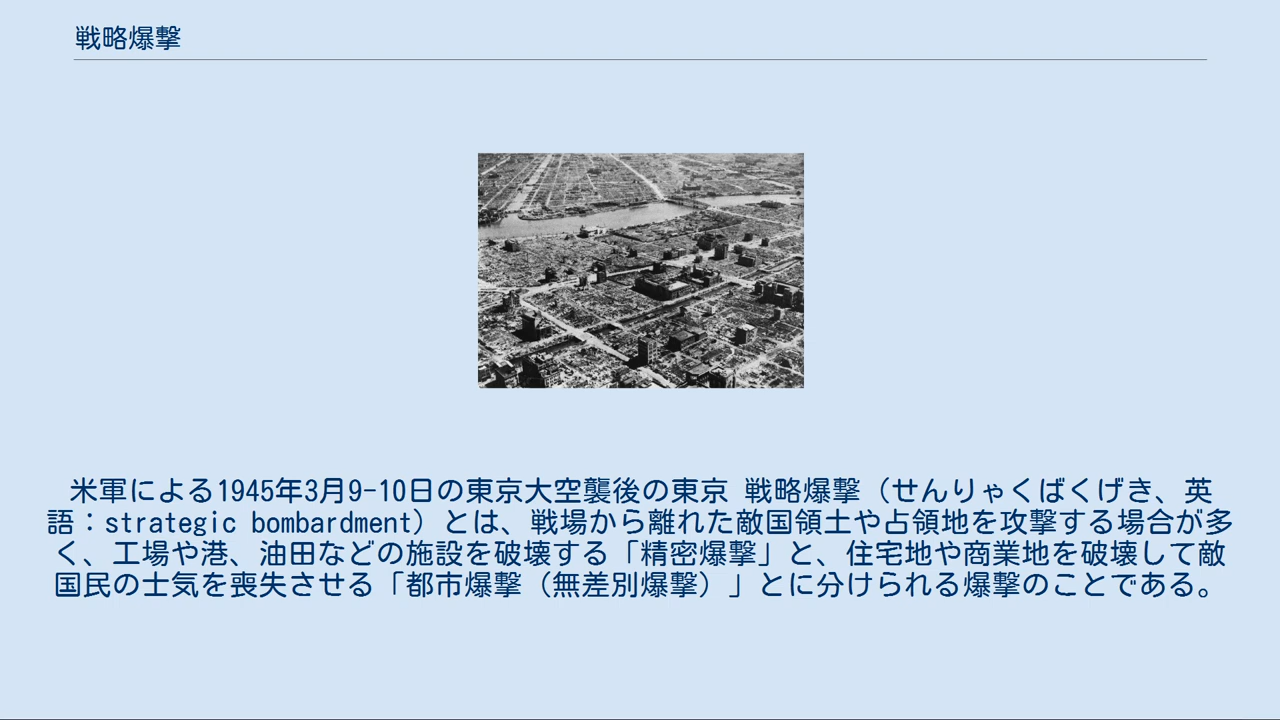 戦略爆撃
米軍による1945年3月9-10日の東京大空襲後の東京 戦略爆撃（せんりゃくばくげき、英
語：strategic bombardment）とは、戦場から離れた敵国領土や占領地を攻撃する場合が多
く、工場や港、油田などの施設を破壊する「精密爆撃」と、住宅地や商業地を破壊して敵
国民の士気を喪失させる「都市爆撃（無差別爆撃）」とに分けられる爆撃のことである。